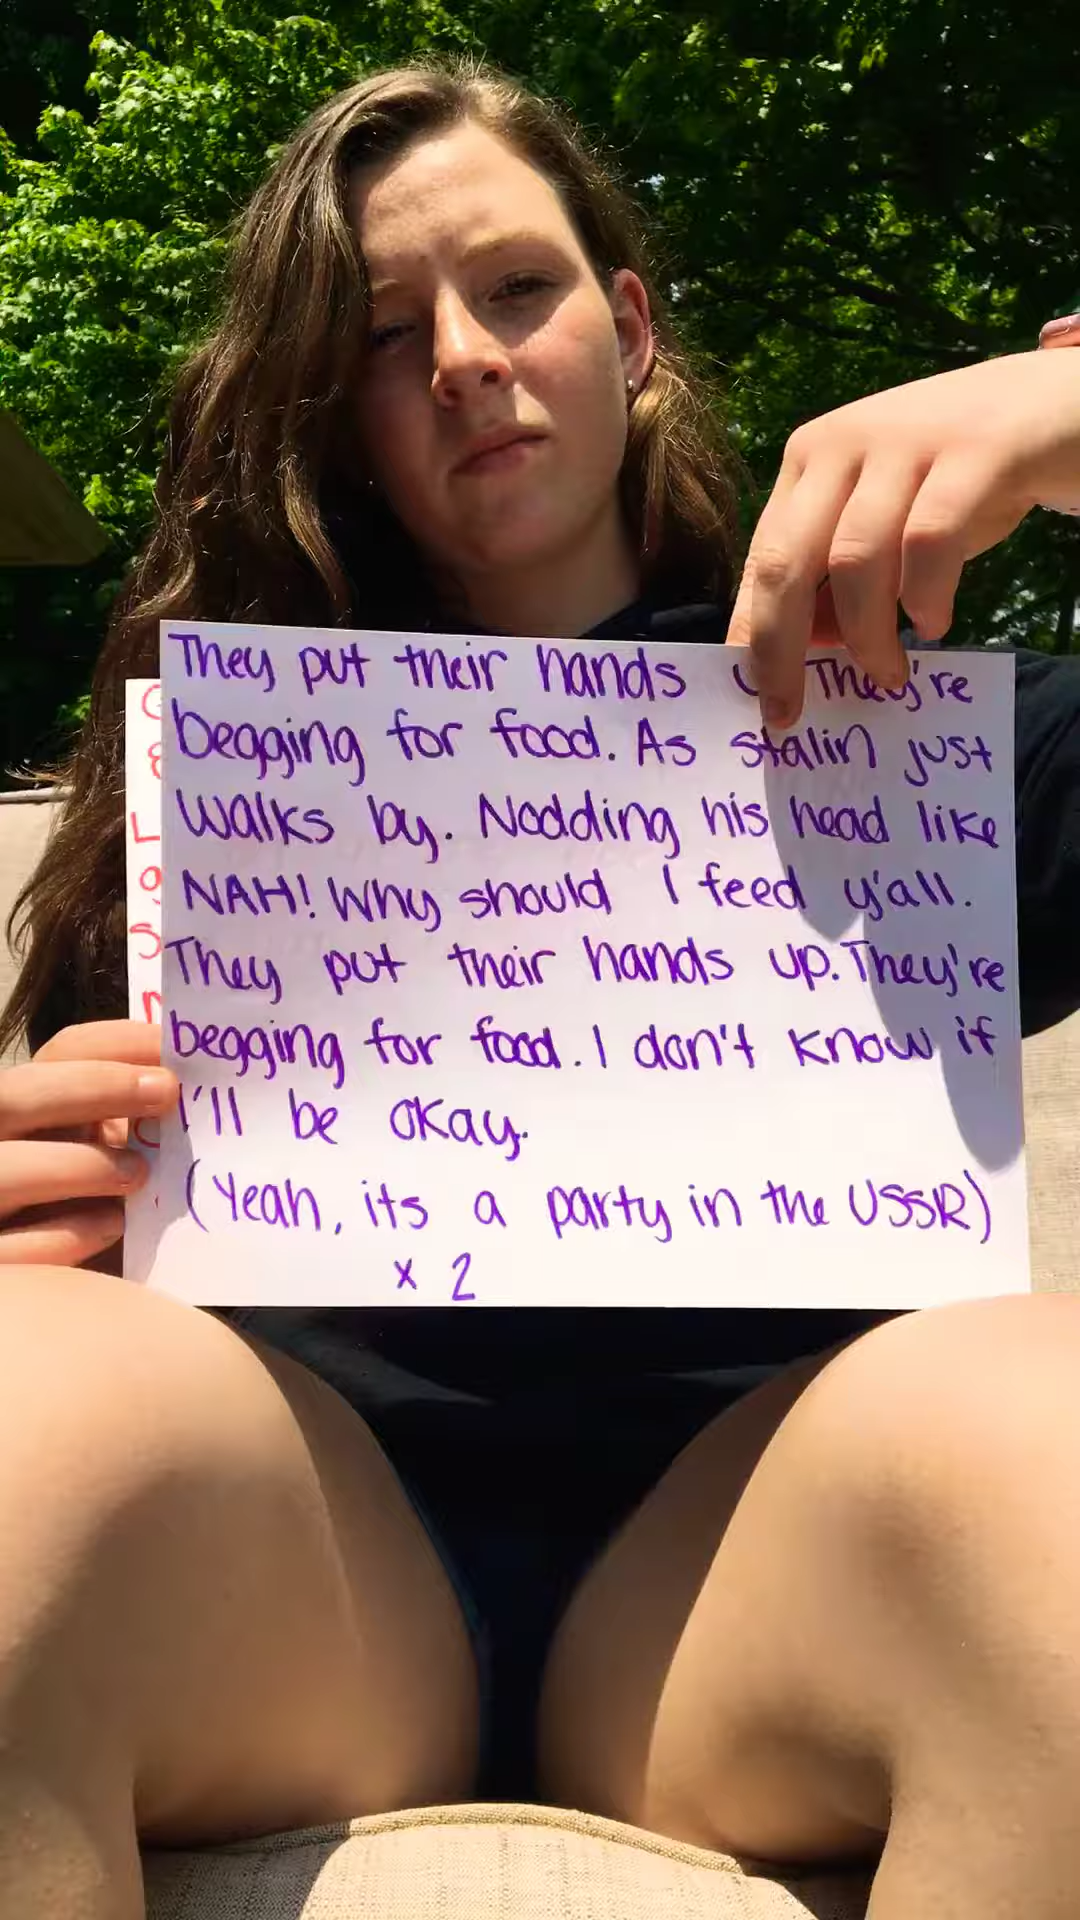 They put their hands They're
begging for food. As stalin just
walks by. Nodding his head like
NAH! Why should I feed y'all.
They put their hands up. They're
begging for food. I don't know if
I'll be okay.
(Yeah, its a party in the USSR)
x 2